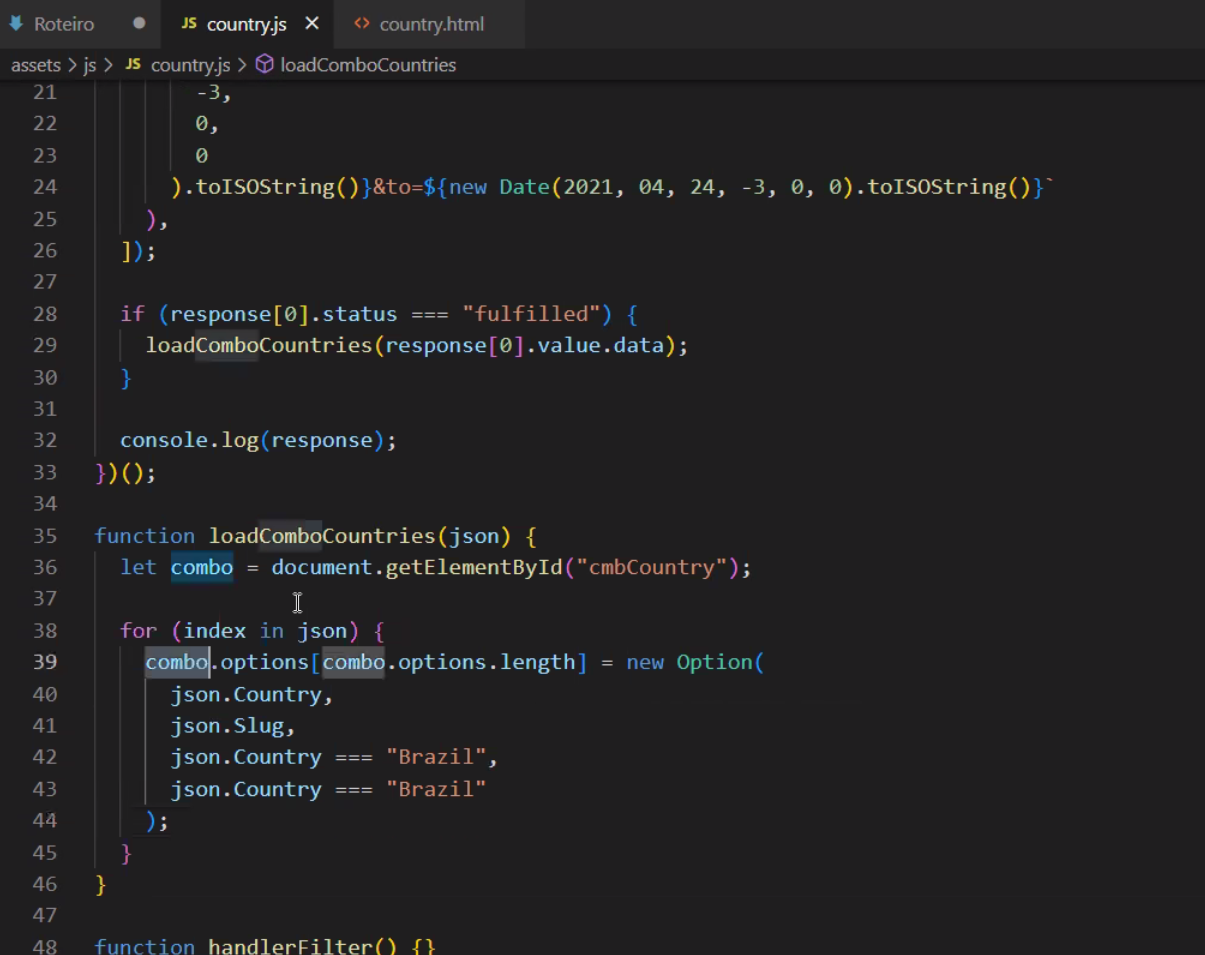 Roteiro
JS country.js
<> country.html
assets > js > JS country.js > loadComboCountries
21 -3,
22 0,
23 0
24 ).toISOString()}&to=${new Date(2021, 04, 24, -3, 0, 0).toISOString()}`
25 ),
26 ]);
27
28 if (response[0].status === "fulfilled") {
29 loadComboCountries(response[0].value.data);
30 }
31
32 console.log(response);
33 })();
34
35 function loadComboCountries(json) {
36 let combo = document.getElementById("cmbCountry");
37
38 for (index in json) {
39 combo.options[combo.options.length] = new Option(
40 json.Country,
41 json.Slug,
42 json.Country === "Brazil",
43 json.Country === "Brazil"
44 );
45 }
46 }
47
48 function handlerFilter() {}